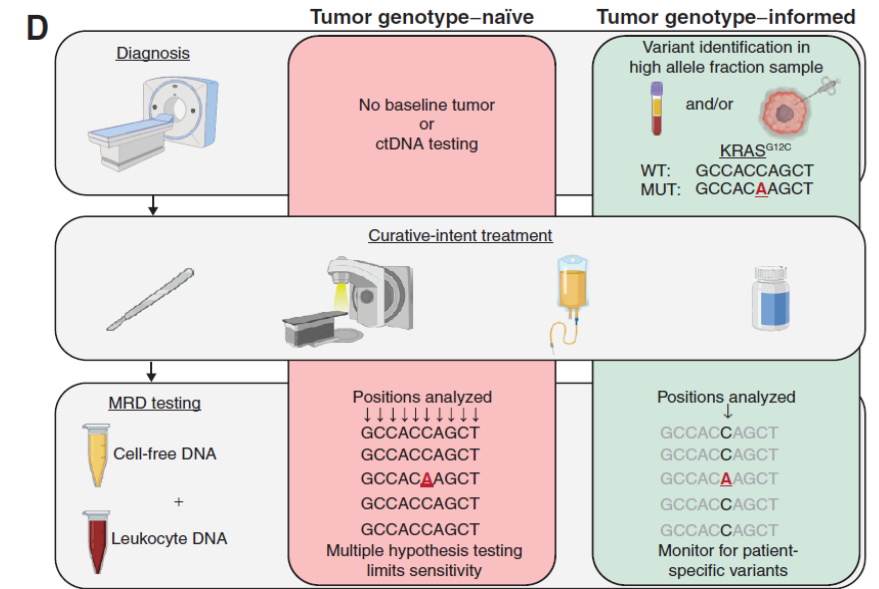 D
Tumor genotype–naïve
Tumor genotype–informed
Diagnosis
No baseline tumor
or
ctDNA testing
Variant identification in
high allele fraction sample
and/or
KRASG12C
WT: GCCACCAGCT
MUT: GCCACAAGCT
Curative-intent treatment
MRD testing
Cell-free DNA
+
Leukocyte DNA
Positions analyzed
GCCACCAGCT
GCCACCAGCT
GCCACAAGCT
GCCACCAGCT
GCCACCAGCT
Multiple hypothesis testing
limits sensitivity
Positions analyzed
GCCACCAGCT
GCCACCAGCT
GCCACAAGCT
GCCACCAGCT
GCCACCAGCT
Monitor for patient-
specific variants